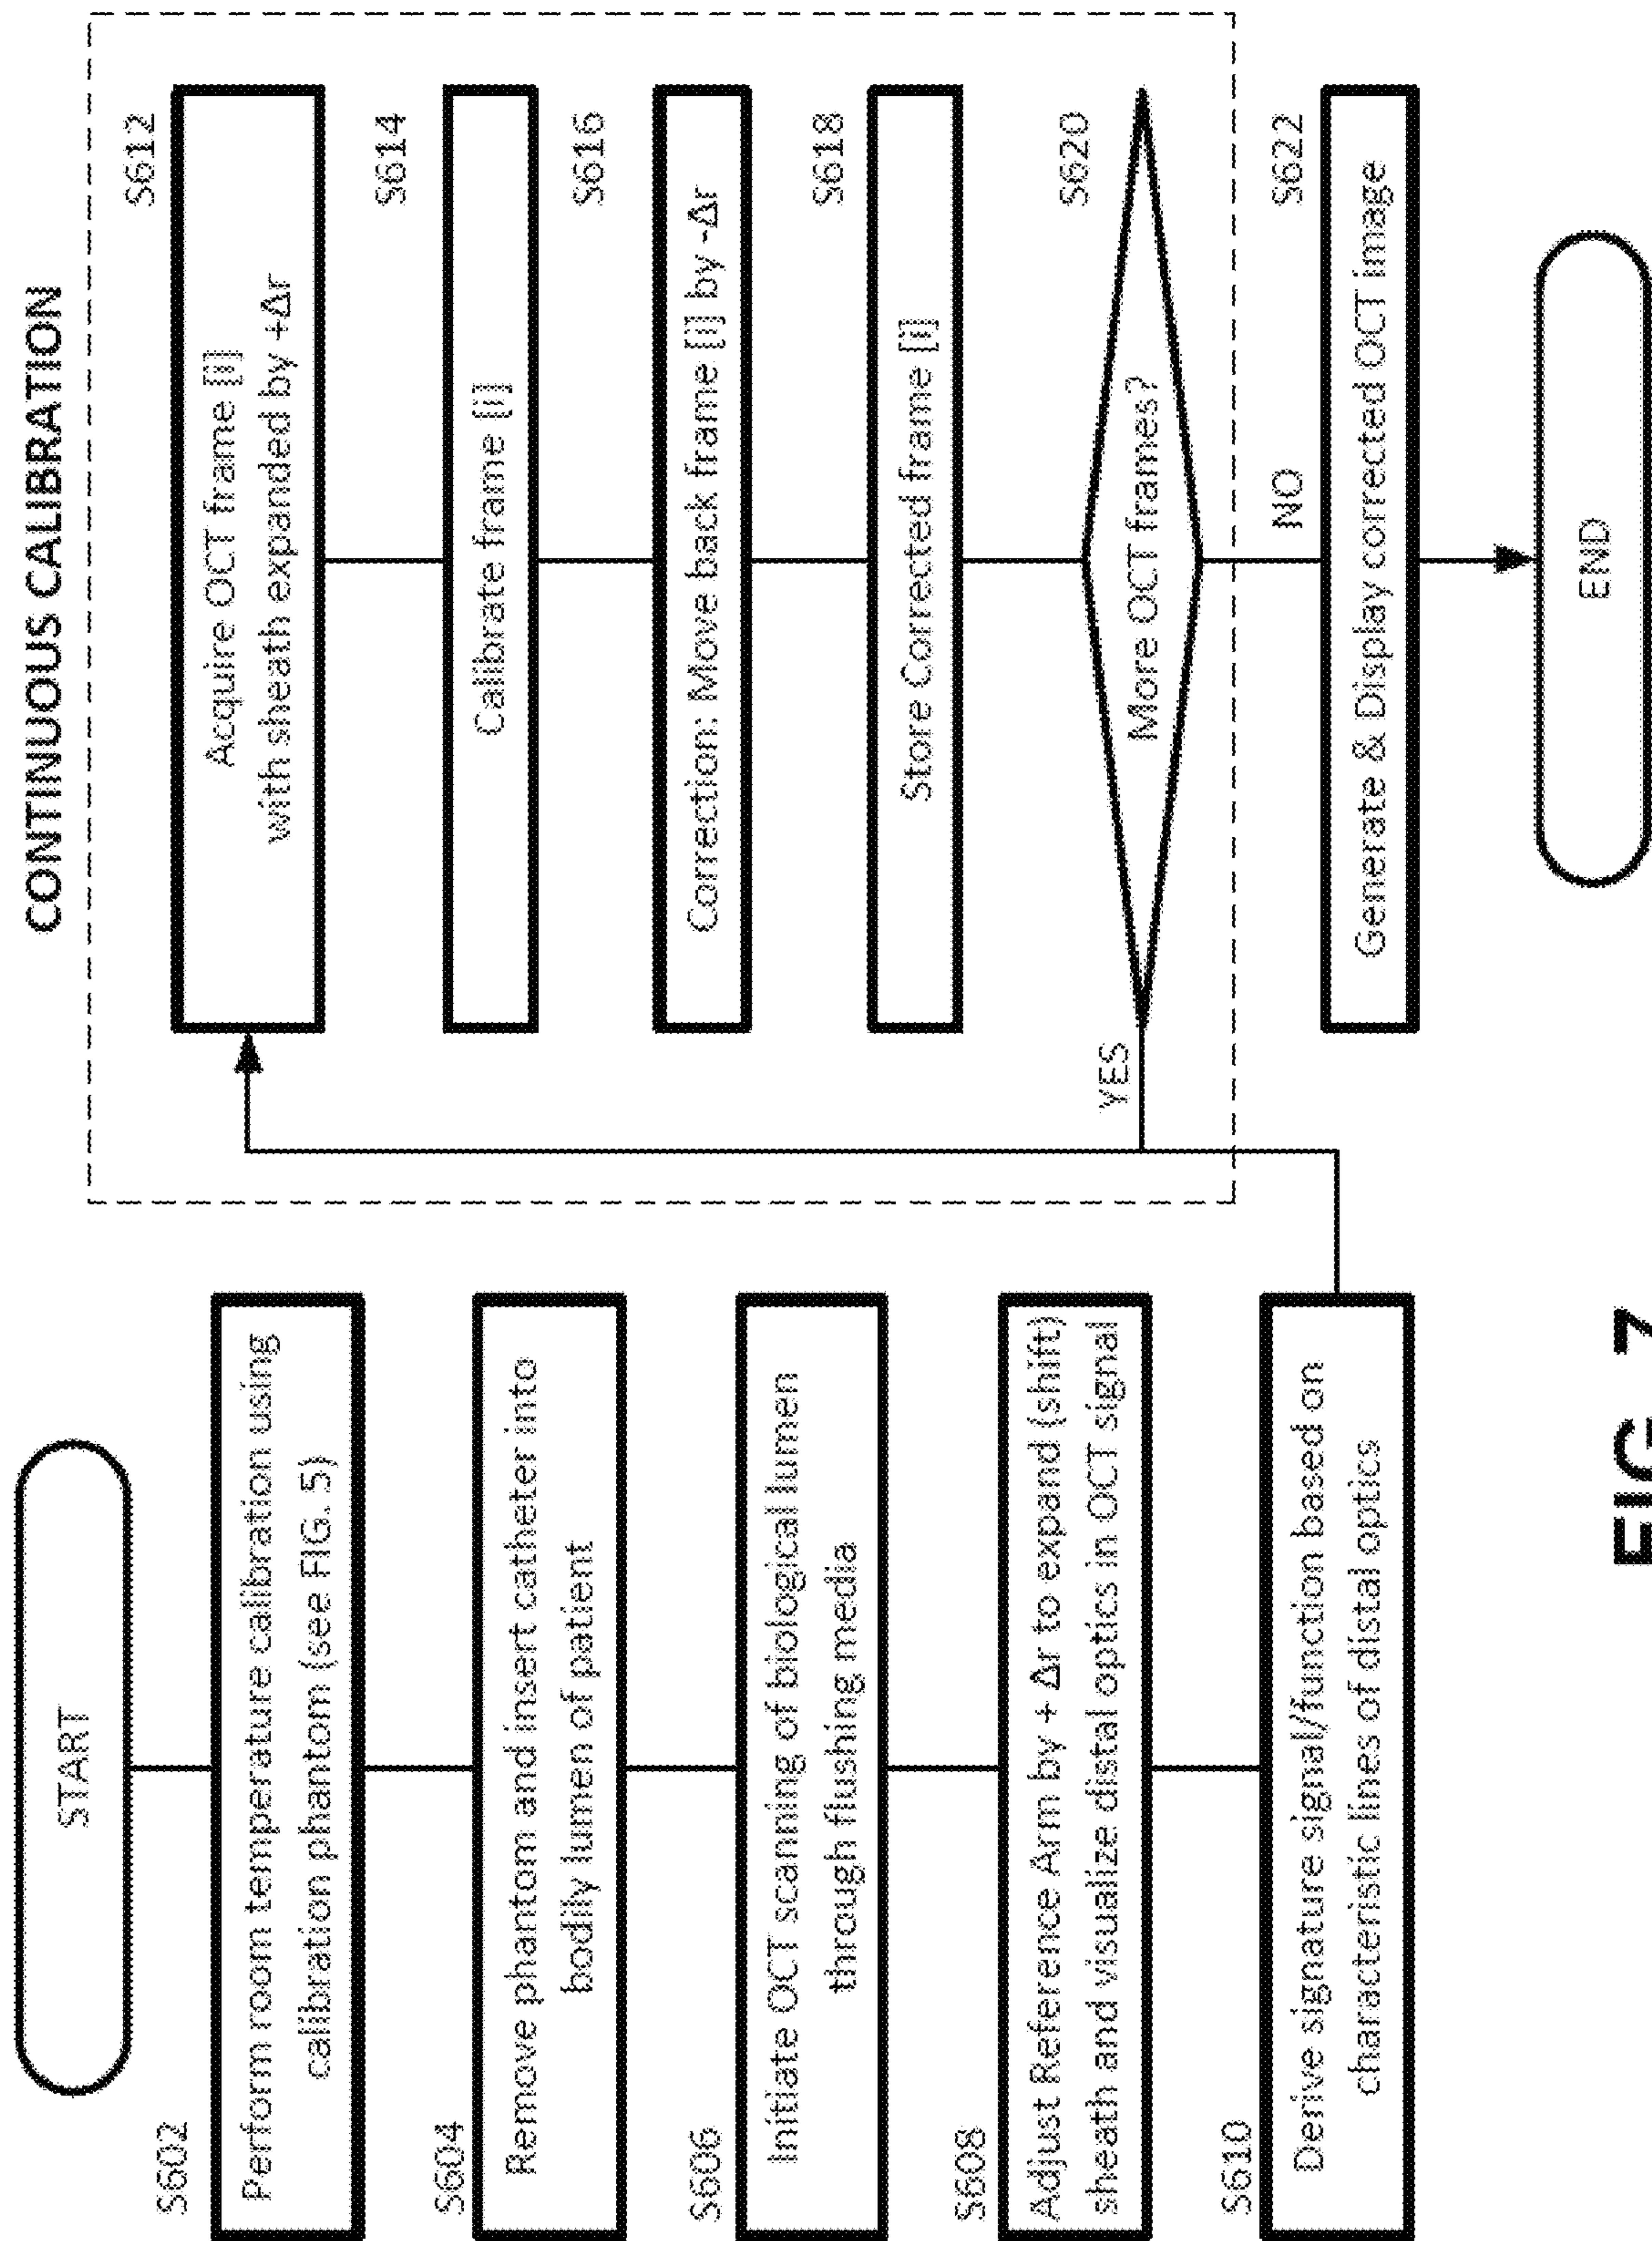 START
S602
Perform room temperature calibration using
calibration phantom (see FIG. 5)
S604
Remove phantom and insert catheter into
bodily lumen of patient
S606
Initiate OCT scanning of biological lumen
through flushing media
S608
Adjust Reference Arm by + Δr to expand (shift)
sheath and visualize distal optics in OCT signal
S610
Derive signature signal/function based on
characteristic lines of distal optics
CONTINUOUS CALIBRATION
S612
Acquire OCT frame [i]
with sheath expanded by +Δr
S614
Calibrate frame [i]
S616
Correction: Move back frame [i] by -Δr
S618
Store Corrected frame [i]
S620
More OCT frames?
YES
NO
S622
Generate & Display corrected OCT image
END
FIG. 7